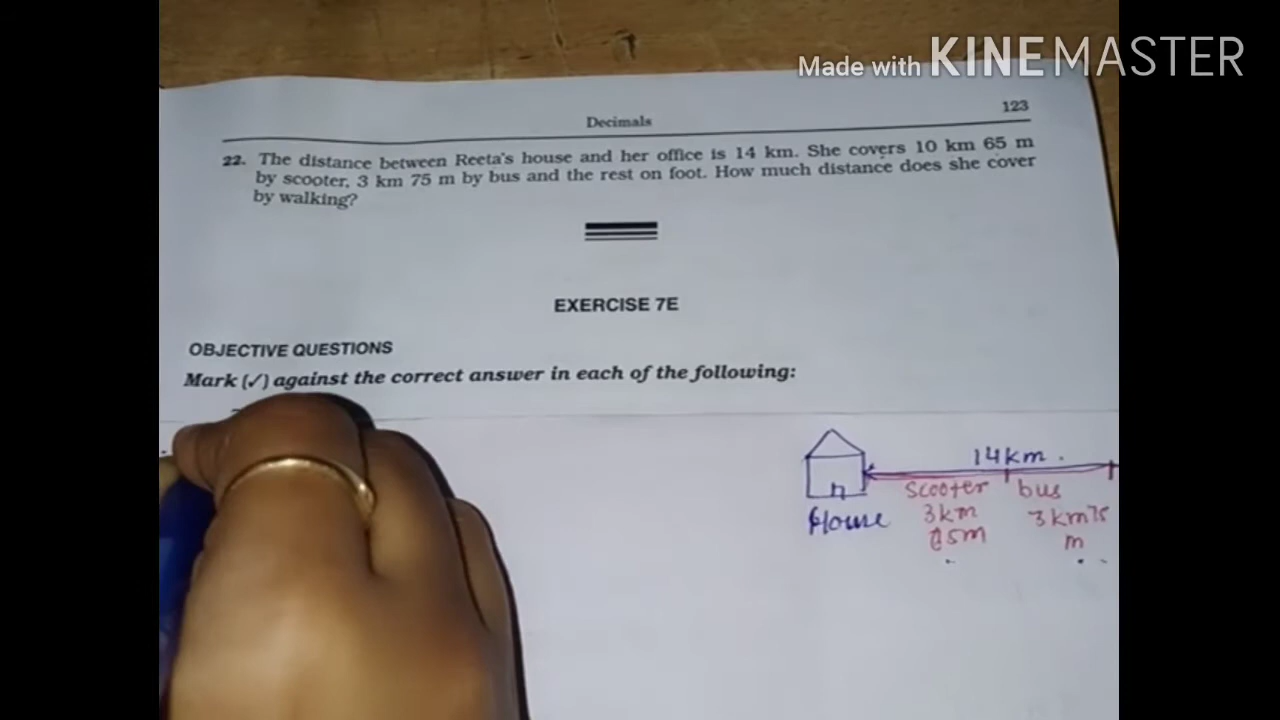 Made with KINEMASTER
Decimals
123
22. The distance between Reeta's house and her office is 14 km. She covers 10 km 65 m
by scooter, 3 km 75 m by bus and the rest on foot. How much distance does she cover
by walking?
EXERCISE 7E
OBJECTIVE QUESTIONS
Mark (✓) against the correct answer in each of the following:
14km.
scooter bus
House 3km 3km75
m